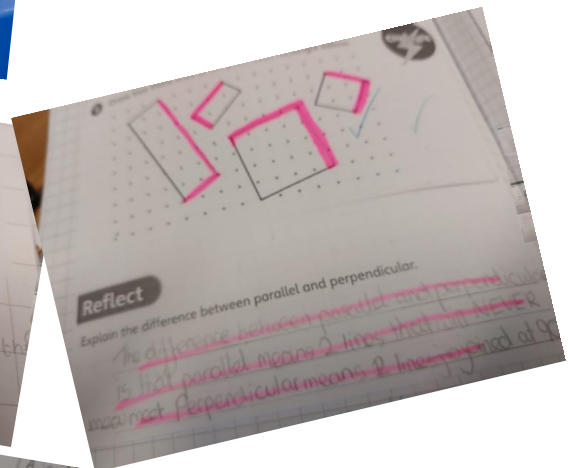 Reflect
Explain the difference between parallel and perpendicular.
The difference between parallel and perpendicular
is that parallel means 2 lines that will NEVER
meet Perpendicular means 2 lines joined at 90